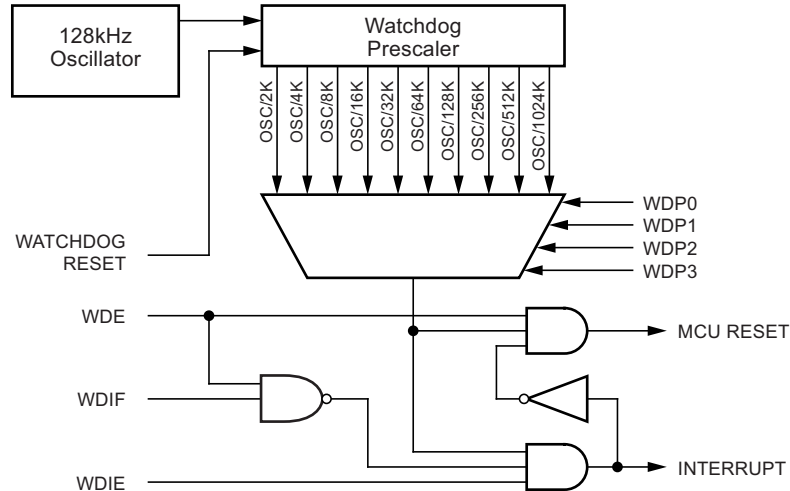 128kHz
Oscillator
Watchdog
Prescaler
OSC/2K
OSC/4K
OSC/8K
OSC/16K
OSC/32K
OSC/64K
OSC/128K
OSC/256K
OSC/512K
OSC/1024K
WDP0
WDP1
WDP2
WDP3
WATCHDOG
RESET
WDE
MCU RESET
WDIF
INTERRUPT
WDIE